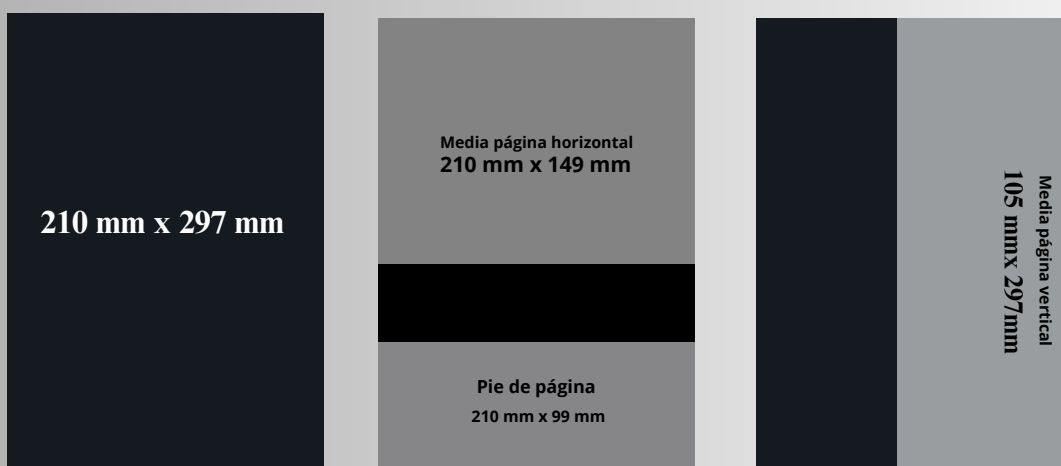 210 mm x 297 mm
Media página horizontal
210 mm x 149 mm
Pie de página
210 mm x 99 mm
Media página vertical
105 mmx 297mm